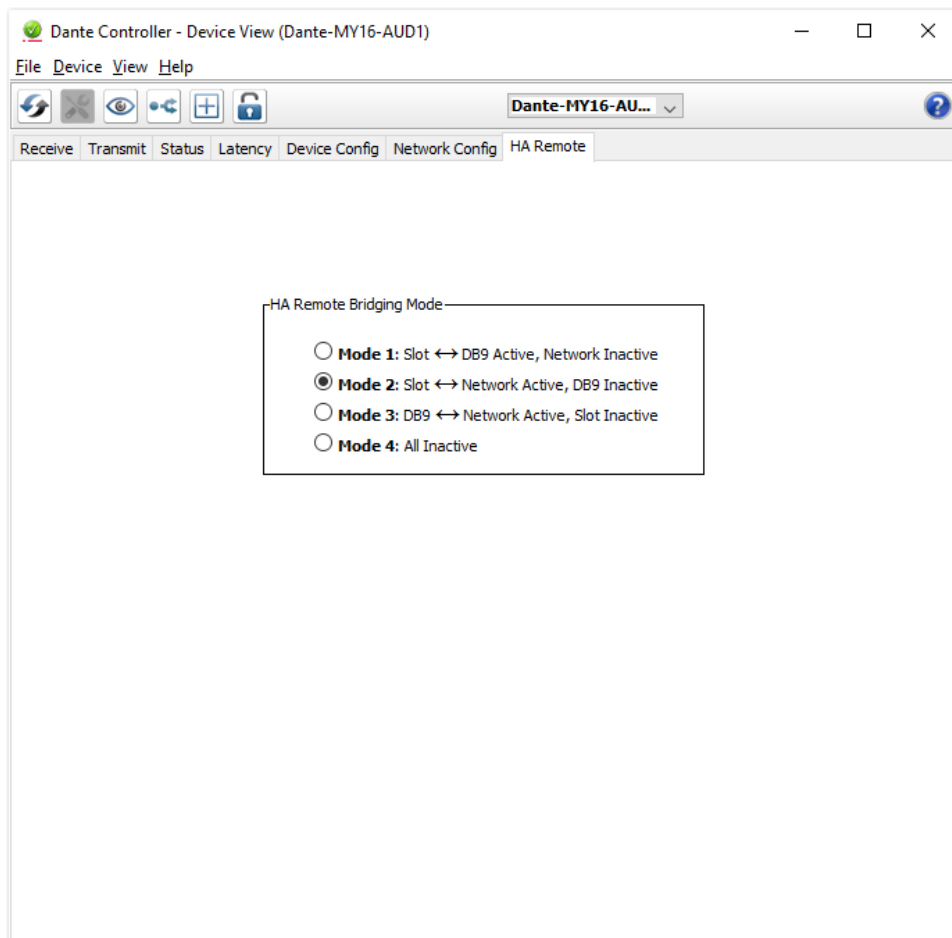 Dante Controller - Device View (Dante-MY16-AUD1)
File Device View Help
Dante-MY16-AU...
?
Receive Transmit Status Latency Device Config Network Config HA Remote
HA Remote Bridging Mode
Mode 1: Slot ↔ DB9 Active, Network Inactive
Mode 2: Slot ↔ Network Active, DB9 Inactive
Mode 3: DB9 ↔ Network Active, Slot Inactive
Mode 4: All Inactive